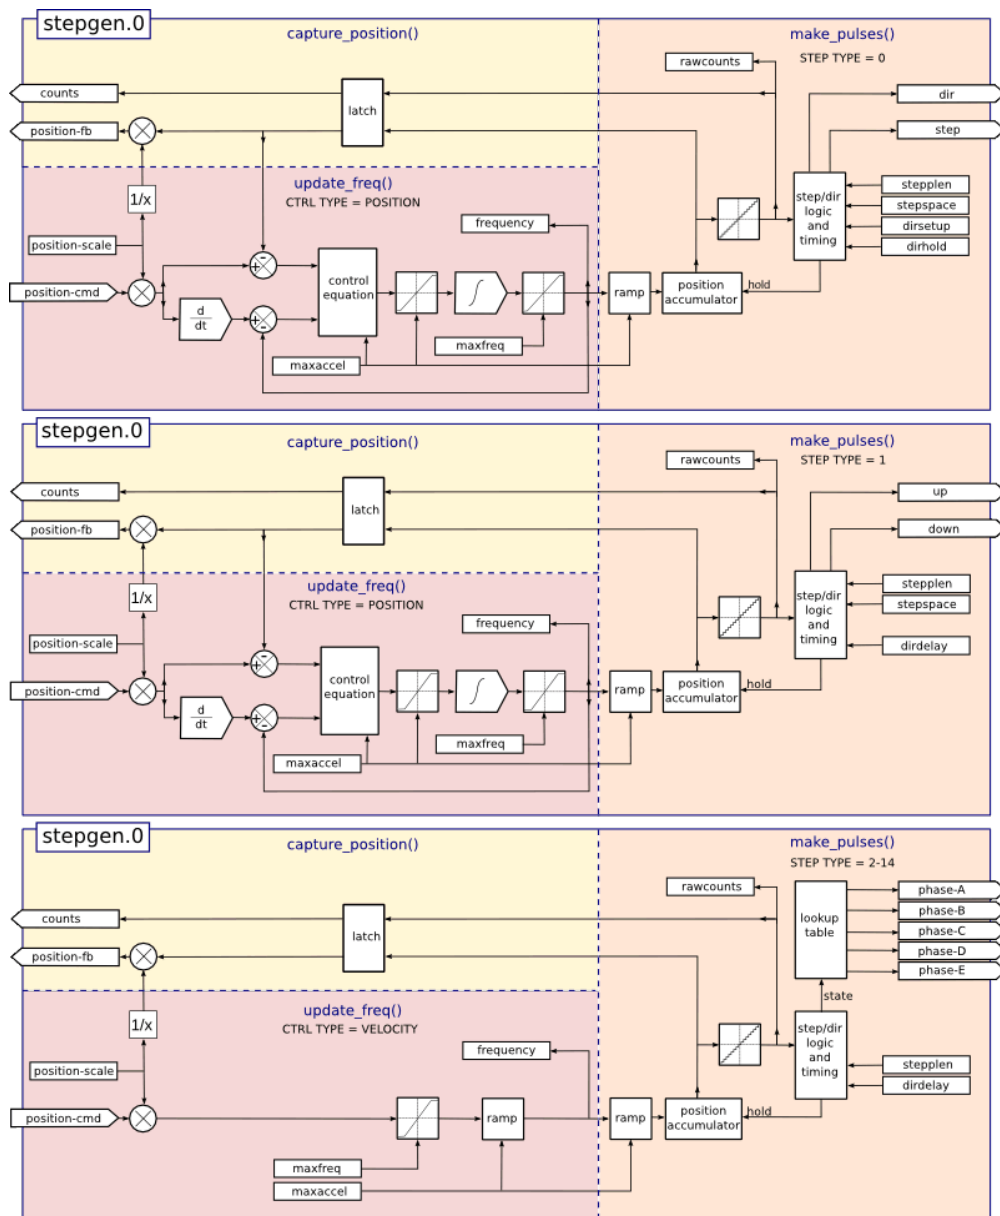 stepgen.0
capture_position()
make_pulses()
STEP TYPE = 0
rawcounts
counts
latch
dir
position-fb
step
update_freq()
CTRL TYPE = POSITION
1/x
stepplen
stepspace
dirsetup
dirhold
step/dir
logic
and
timing
frequency
position-scale
control
equation
position-cmd
ramp
position
accumulator
hold
d
dt
∫
+
-
+
-
maxfreq
maxaccel
stepgen.0
capture_position()
make_pulses()
STEP TYPE = 1
rawcounts
counts
latch
up
position-fb
down
update_freq()
CTRL TYPE = POSITION
1/x
stepplen
stepspace
dirdelay
step/dir
logic
and
timing
frequency
position-scale
control
equation
position-cmd
ramp
position
accumulator
hold
d
dt
∫
+
-
+
-
maxfreq
maxaccel
stepgen.0
capture_position()
make_pulses()
STEP TYPE = 2-14
rawcounts
counts
latch
position-fb
lookup
table
phase-A
phase-B
phase-C
phase-D
phase-E
state
update_freq()
CTRL TYPE = VELOCITY
1/x
step/dir
logic
and
timing
stepplen
dirdelay
frequency
position-scale
position-cmd
ramp
ramp
position
accumulator
hold
maxfreq
maxaccel